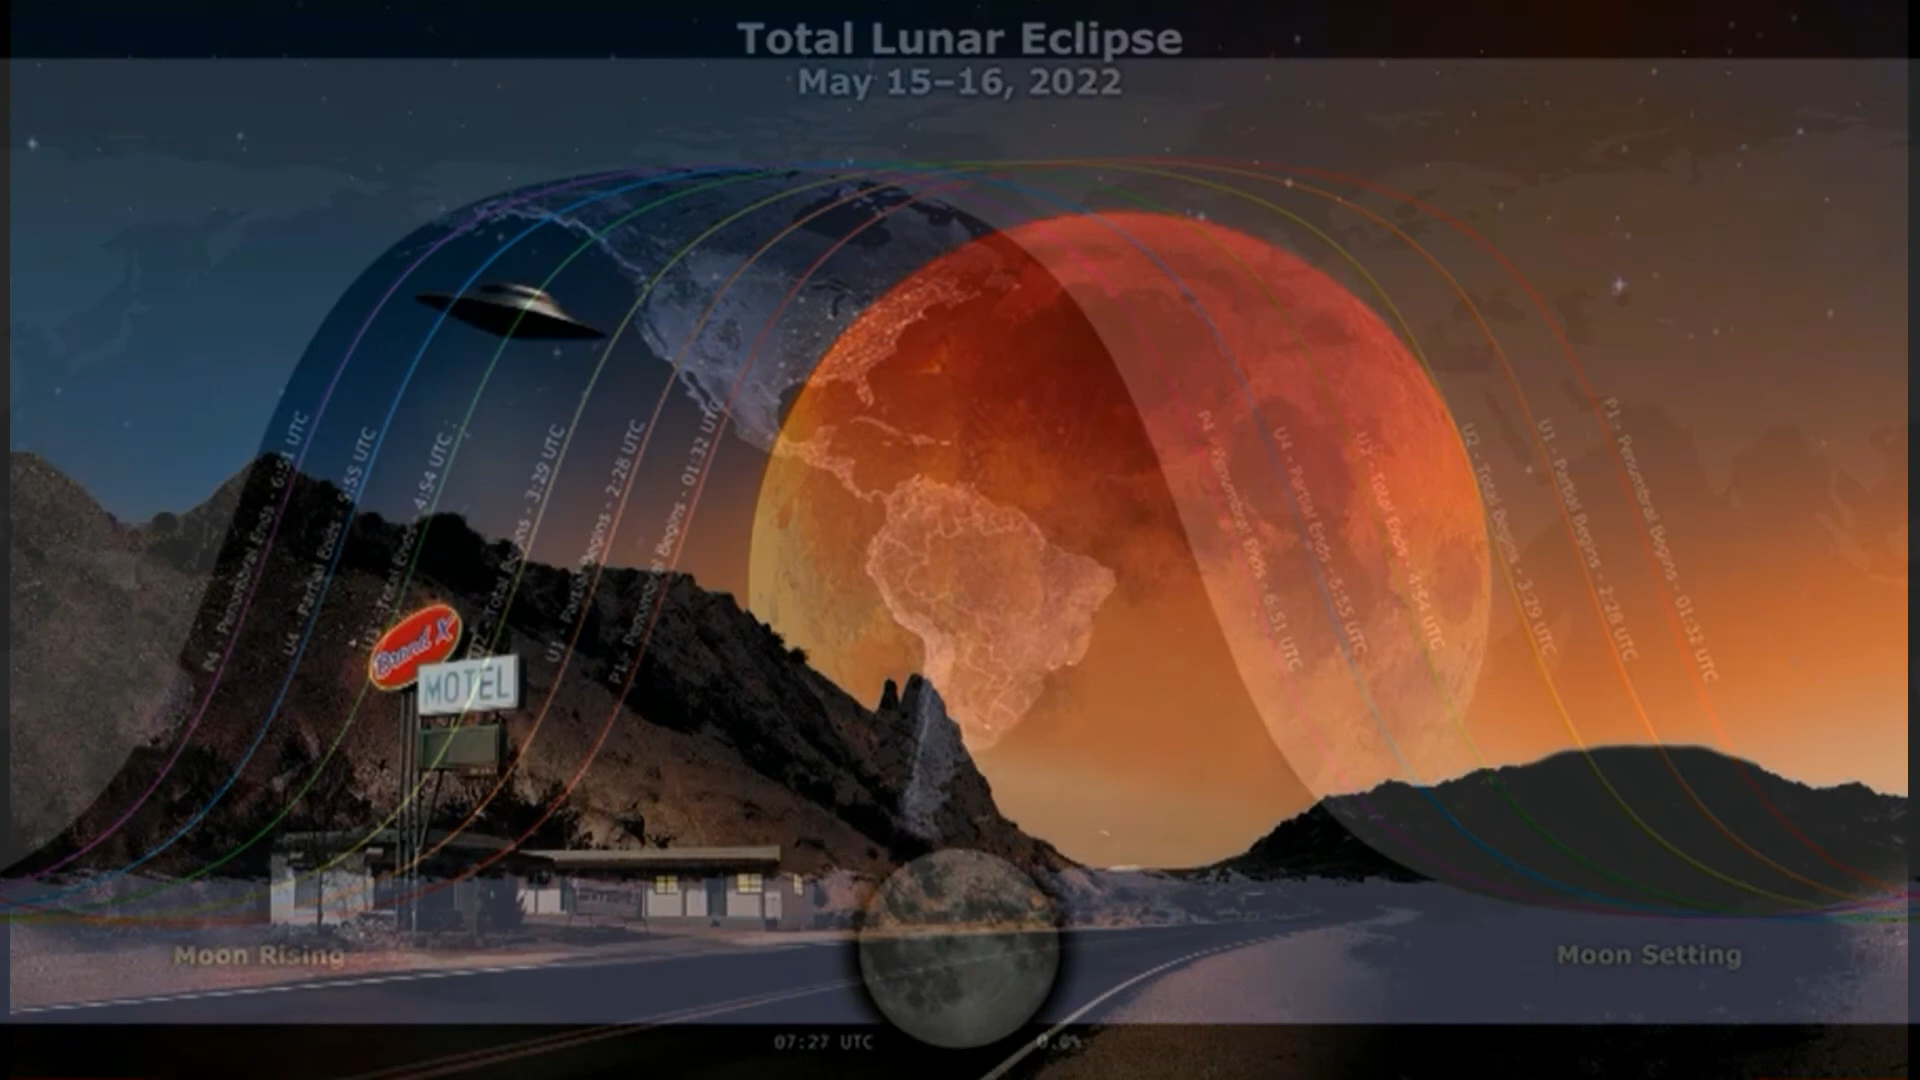 Total Lunar Eclipse
May 15–16, 2022
P4 - Penumbral Ends - 6:51 UTC
U4 - Partial Ends - 5:55 UTC
U3 - Total Ends - 4:54 UTC
U2 - Total Begins - 3:29 UTC
U1 - Partial Begins - 2:28 UTC
P1 - Penumbral Begins - 01:32 UTC
P4 - Penumbral Ends - 6:51 UTC
U4 - Partial Ends - 5:55 UTC
U3 - Total Ends - 4:54 UTC
U2 - Total Begins - 3:29 UTC
U1 - Partial Begins - 2:28 UTC
P1 - Penumbral Begins - 01:32 UTC
Brand X
MOTEL
Moon Rising
Moon Setting
07:27 UTC
0.0%